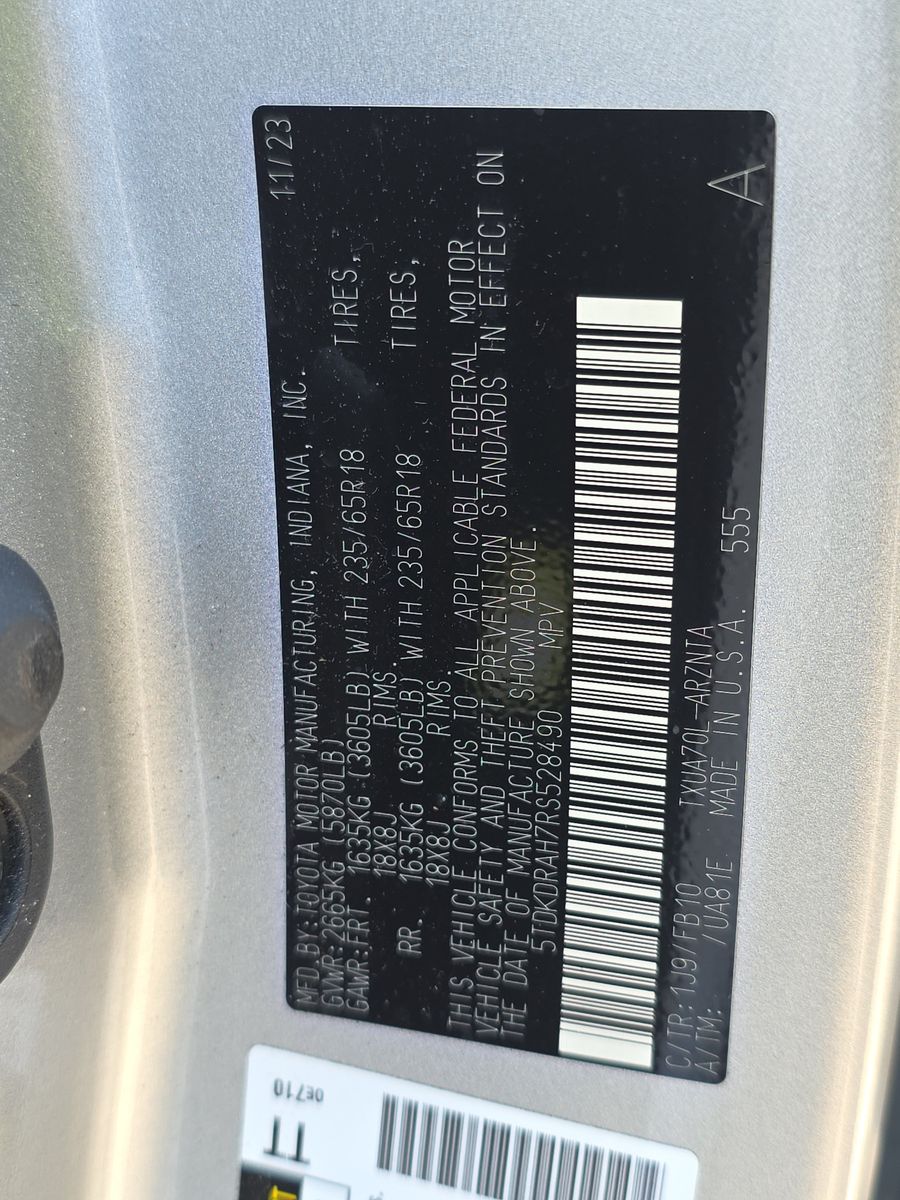 MFD BY:TOYOTA MOTOR MANUFACTURING, INDIANA, INC. 11/23
GVWR:2665KG (5870LB)
GAWR:FRT. 1635KG (3605LB) WITH 235/65R18 TIRES,
18X8J RIMS.
RR. 1635KG (3605LB) WITH 235/65R18 TIRES,
18X8J RIMS.
THIS VEHICLE CONFORMS TO ALL APPLICABLE FEDERAL MOTOR
VEHICLE SAFETY AND THEFT PREVENTION STANDARDS IN EFFECT ON
THE DATE OF MANUFACTURE SHOWN ABOVE.
5TDKDRAH7RS528490 MPV
A
C/TR: 1J9/FB10 TXUA70L-ARZNTA
A/TM: /UA81E MADE IN U.S.A. 555
0E710
TT